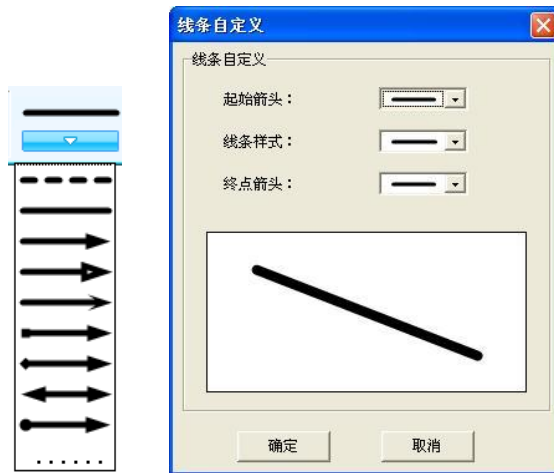 线条自定义
线条自定义
起始箭头：
线条样式：
终点箭头：
确定
取消